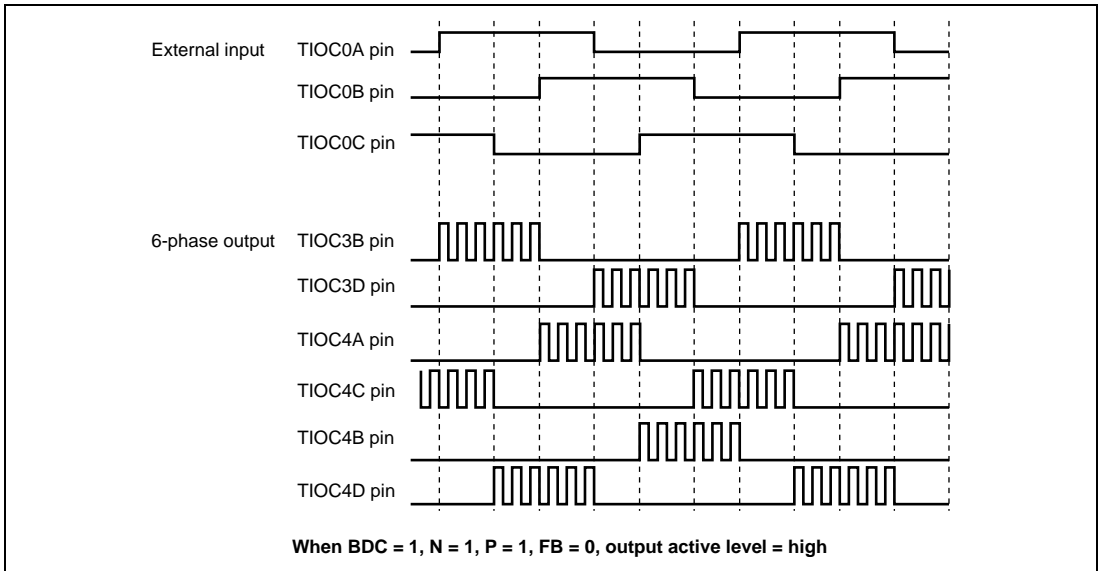 External input TIOC0A pin
TIOC0B pin
TIOC0C pin
6-phase output TIOC3B pin
TIOC3D pin
TIOC4A pin
TIOC4C pin
TIOC4B pin
TIOC4D pin
When BDC = 1, N = 1, P = 1, FB = 0, output active level = high